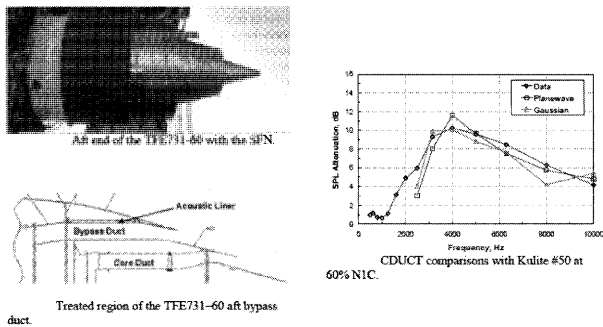 Aft end of the TFE731-60 with the SFN.
Acoustic Liner
Bypass Duct
Core Duct
Treated region of the TFE731–60 aft bypass
duct.
SPL Attenuation, dB
16
14
12
10
8
6
4
2
0
Data
Planewave
Gaussian
0 2000 4000 6000 8000 10000
Frequency, Hz
CDUCT comparisons with Kulite #50 at
60% N1C.